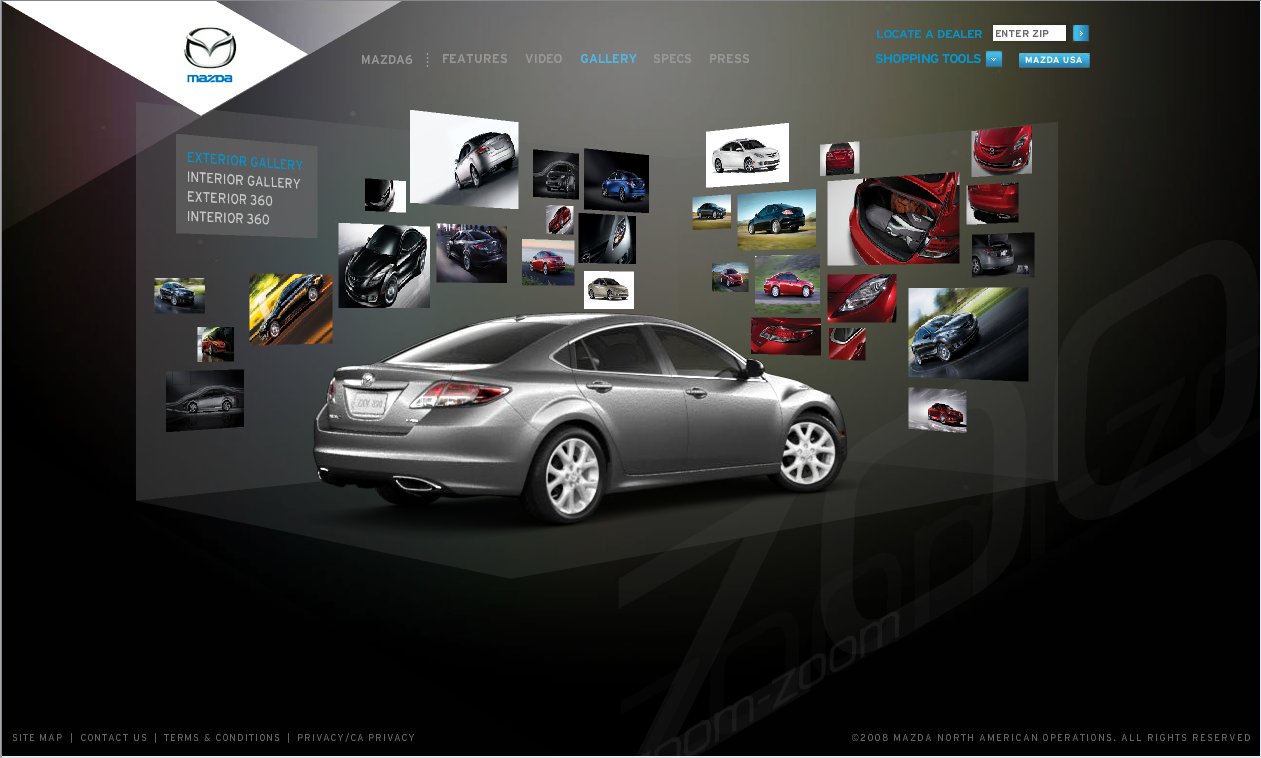 mazda
MAZDA6
FEATURES
VIDEO
GALLERY
SPECS
PRESS
LOCATE A DEALER
ENTER ZIP
SHOPPING TOOLS
MAZDA USA
EXTERIOR GALLERY
INTERIOR GALLERY
EXTERIOR 360
INTERIOR 360
zoom-zoom
SITE MAP | CONTACT US | TERMS & CONDITIONS | PRIVACY/CA PRIVACY
©2008 MAZDA NORTH AMERICAN OPERATIONS. ALL RIGHTS RESERVED